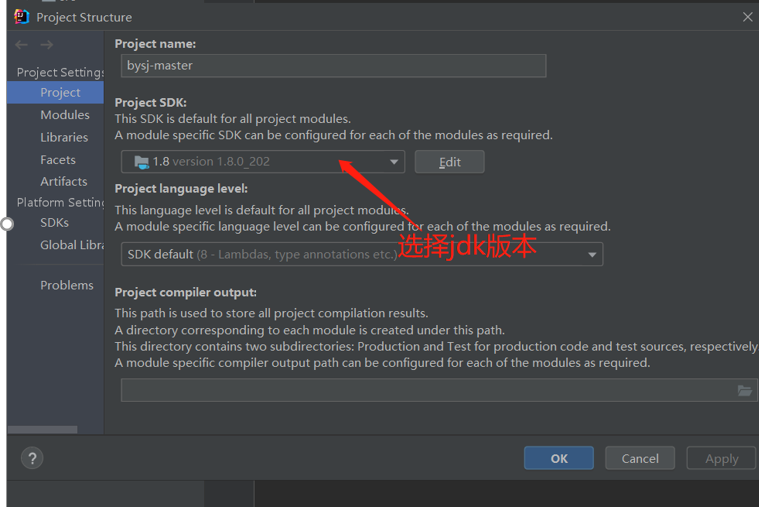 Project Structure
Project name:
Project Settings
bysj-master
Project
Project SDK:
Modules
This SDK is default for all project modules.
Libraries
A module specific SDK can be configured for each of the modules as required.
Facets
1.8 version 1.8.0_202
Edit
Artifacts
Project language level:
Platform Setting
This language level is default for all project modules.
SDKs
A module specific language level can be configured for each of the modules as required.
Global Libra
选择jdk版本
SDK default (8 - Lambdas, type annotations etc.)
Problems
Project compiler output:
This path is used to store all project compilation results.
A directory corresponding to each module is created under this path.
This directory contains two subdirectories: Production and Test for production code and test sources, respectively
A module specific compiler output path can be configured for each of the modules as required.
?
OK
Cancel
Apply